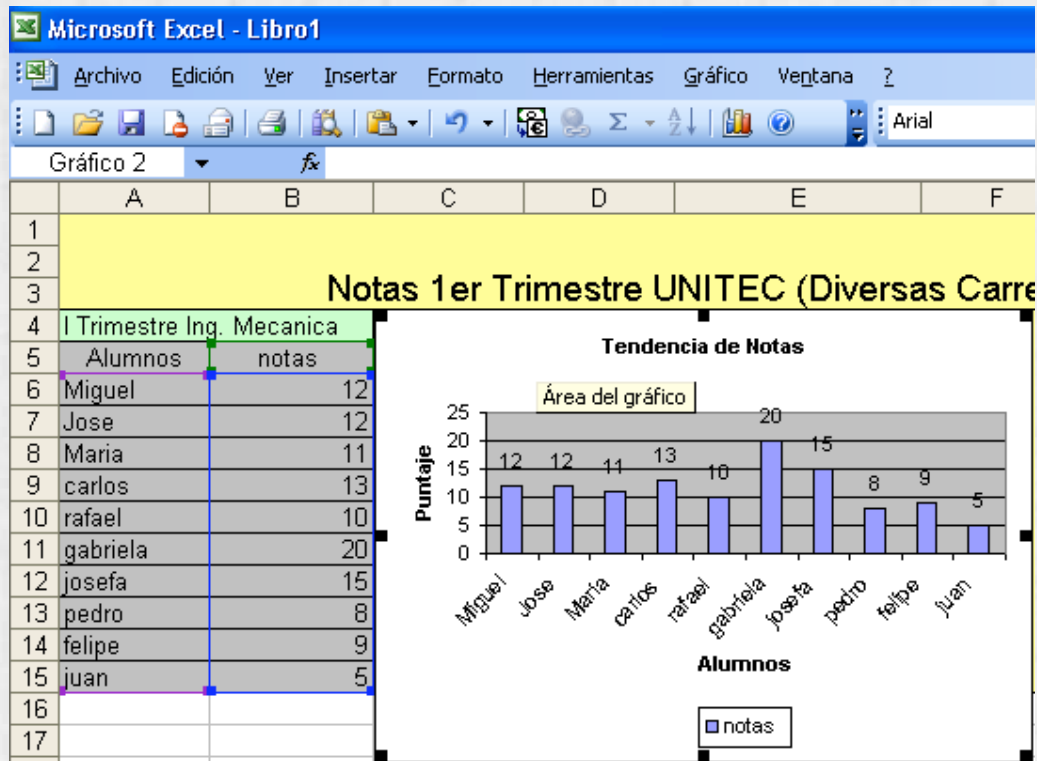 Microsoft Excel - Libro1
Archivo Edición Ver Insertar Formato Herramientas Gráfico Ventana ?
Arial
Gráfico 2 fx
A B C D E F
1
2
3 Notas 1er Trimestre UNITEC (Diversas Carre
4 I Trimestre Ing. Mecanica
5 Alumnos notas
6 Miguel 12
7 Jose 12
8 Maria 11
9 carlos 13
10 rafael 10
11 gabriela 20
12 josefa 15
13 pedro 8
14 felipe 9
15 juan 5
16
17
Tendencia de Notas
Área del gráfico
Puntaje
25
20
15
10
5
0
12 12 11 13 10 20 15 8 9 5
Miguel Jose Maria carlos rafael gabriela josefa pedro felipe juan
Alumnos
notas